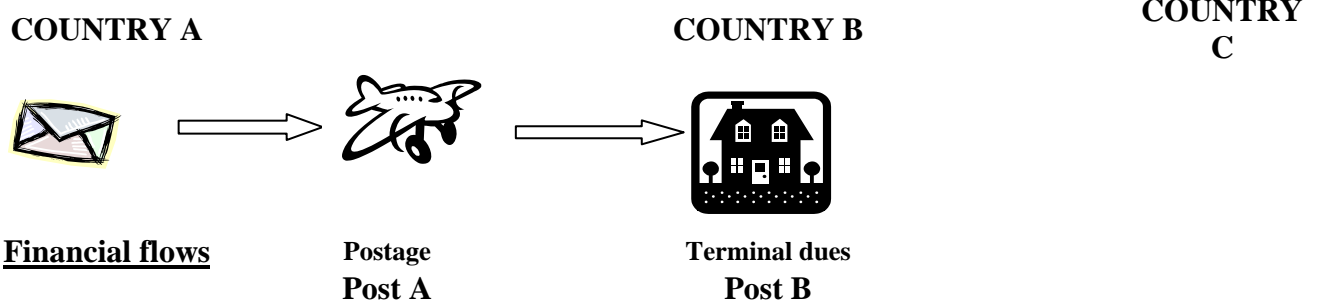 COUNTRY A
COUNTRY B
COUNTRY
C
Financial flows
Postage
Terminal dues
Post A
Post B